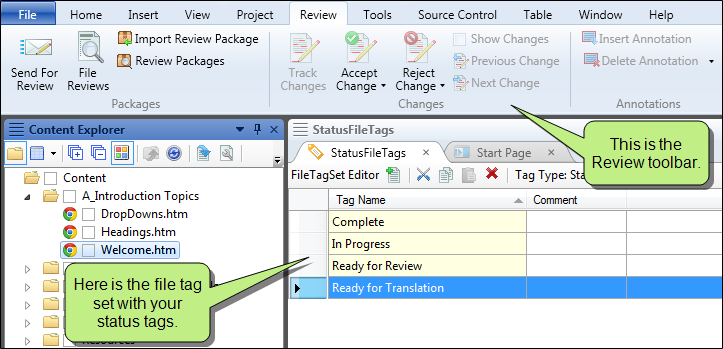 File Home Insert View Project Review Tools Source Control Table Window Help
Send For Review
File Reviews
Import Review Package
Review Packages
Packages
Track Changes
Accept Change
Reject Change
Show Changes
Previous Change
Next Change
Changes
Insert Annotation
Delete Annotation
Annotations
Content Explorer
Content
A_Introduction Topics
DropDowns.htm
Headings.htm
Welcome.htm
StatusFileTags
StatusFileTags
Start Page
FileTagSet Editor
Tag Type:
Tag Name Comment
Complete
In Progress
Ready for Review
Ready for Translation
This is the
Review toolbar.
Here is the file tag
set with your
status tags.